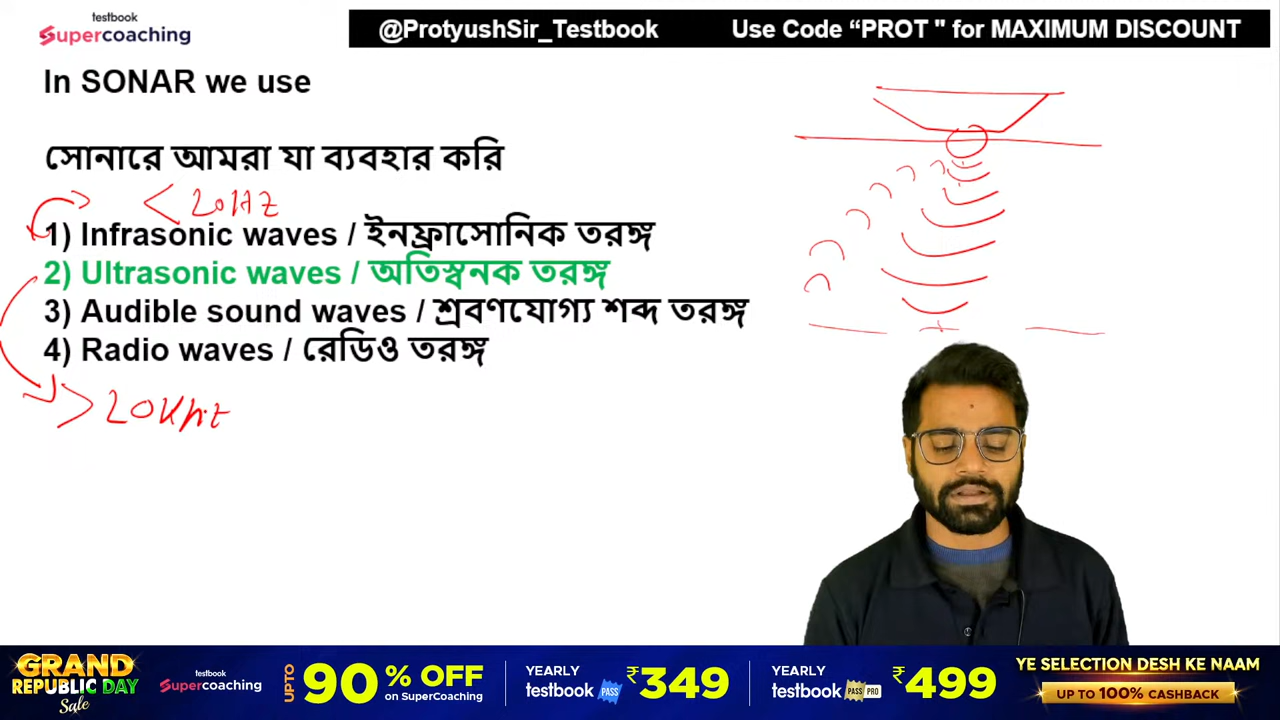 testbook
Supercoaching
@ProtyushSir_Testbook Use Code “PROT " for MAXIMUM DISCOUNT
In SONAR we use
সোনারে আমরা যা ব্যবহার করি
< 20HZ
1) Infrasonic waves / ইনফ্রাসোনিক তরঙ্গ
2) Ultrasonic waves / অতিস্বনক তরঙ্গ
3) Audible sound waves / শ্রবণযোগ্য শব্দ তরঙ্গ
4) Radio waves / রেডিও তরঙ্গ
> 20
GRAND
REPUBLIC DAY
Sale
testbook
Supercoaching
UPTO 90% OFF
on SuperCoaching
YEARLY
testbook PASS
₹349
YEARLY
testbook PASS PRO
₹499
YE SELECTION DESH KE NAAM
UP TO 100% CASHBACK